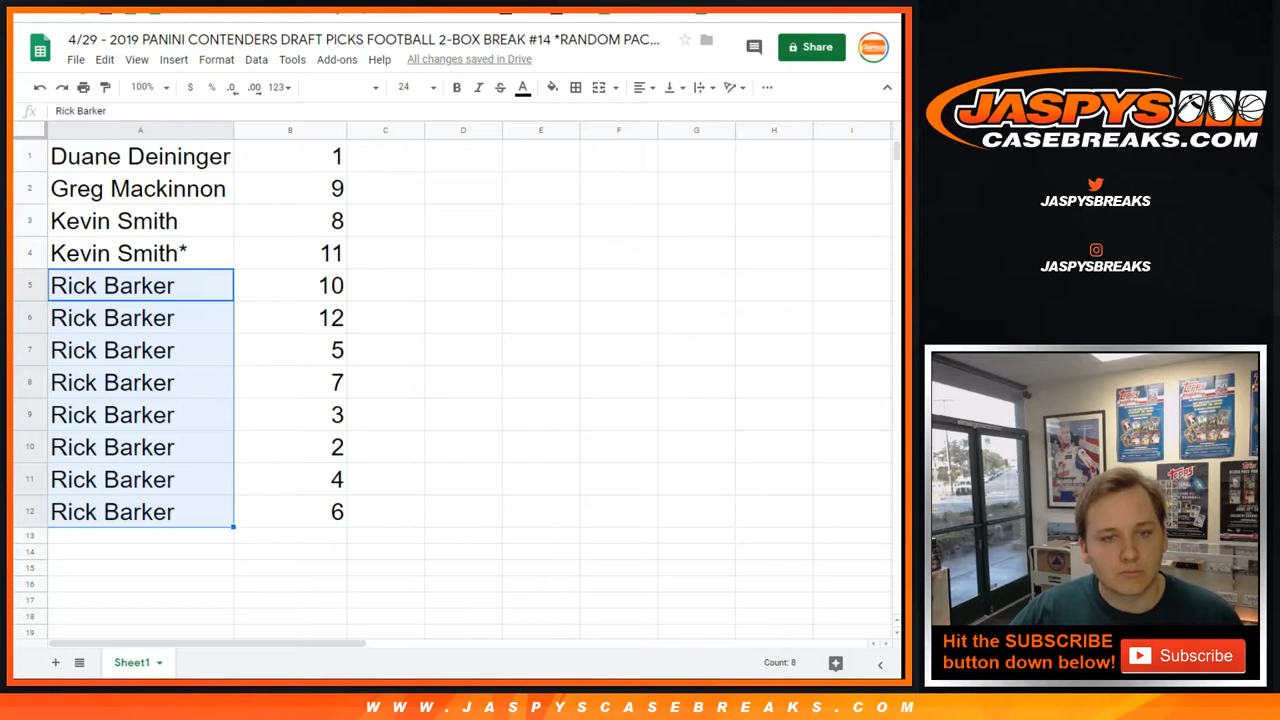 4/29 - 2019 PANINI CONTENDERS DRAFT PICKS FOOTBALL 2-BOX BREAK #14 *RANDOM PAC...
Share
File Edit View Insert Format Data Tools Add-ons Help All changes saved in Drive
100% $ % .0 .00 123 24 B I S A
fx Rick Barker
A B C D E F G H I
1 Duane Deininger 1
2 Greg Mackinnon 9
3 Kevin Smith 8
4 Kevin Smith* 11
5 Rick Barker 10
6 Rick Barker 12
7 Rick Barker 5
8 Rick Barker 7
9 Rick Barker 3
10 Rick Barker 2
11 Rick Barker 4
12 Rick Barker 6
13
14
15
16
17
18
19
Sheet1
Count: 8
JASPYS
CASEBREAKS.COM
JASPYSBREAKS
JASPYSBREAKS
Topps
Topps
Topps
Hit the SUBSCRIBE
button down below!
Subscribe
WWW.JASPYSCASEBREAKS.COM